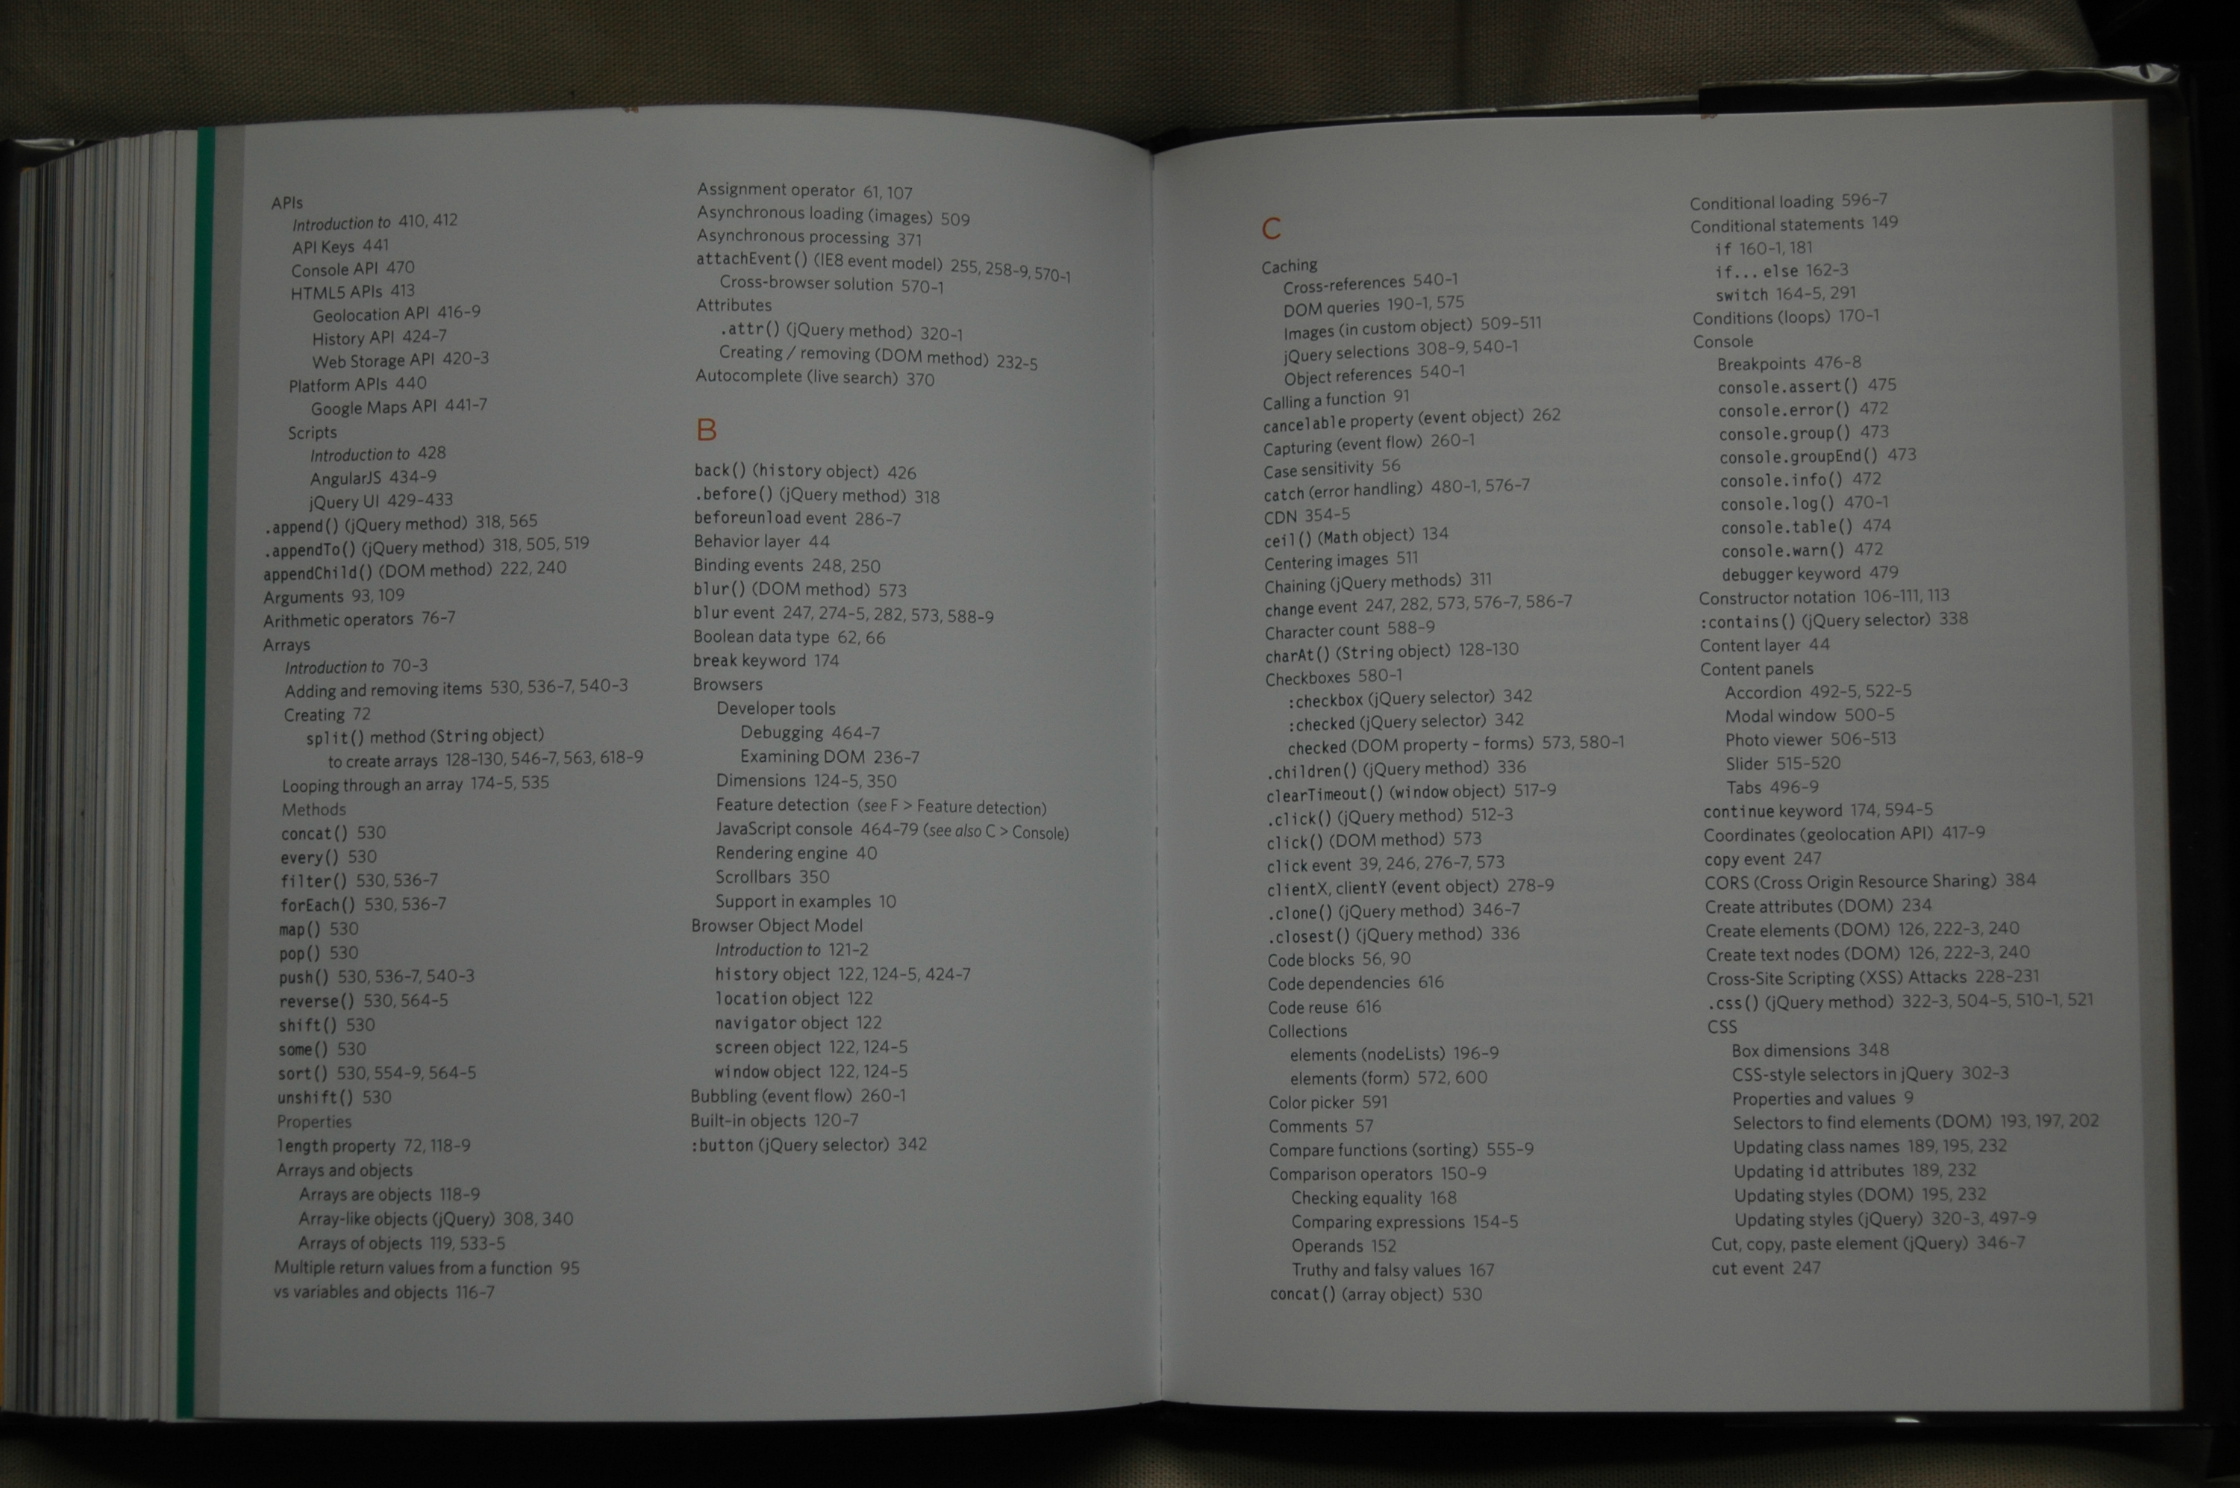 APIs
Introduction to 410, 412
API Keys 441
Console API 470
HTML5 APIs 413
Geolocation API 416-9
History API 424-7
Web Storage API 420-3
Platform APIs 440
Google Maps API 441-7
Scripts
Introduction to 428
AngularJS 434-9
jQuery UI 429-433
.append() (jQuery method) 318, 565
.appendTo() (jQuery method) 318, 505, 519
appendChild() (DOM method) 222, 240
Arguments 93, 109
Arithmetic operators 76-7
Arrays
Introduction to 70-3
Adding and removing items 530, 536-7, 540-3
Creating 72
split() method (String object)
to create arrays 128-130, 546-7, 563, 618-9
Looping through an array 174-5, 535
Methods
concat() 530
every() 530
filter() 530, 536-7
forEach() 530, 536-7
map() 530
pop() 530
push() 530, 536-7, 540-3
reverse() 530, 564-5
shift() 530
some() 530
sort() 530, 554-9, 564-5
unshift() 530
Properties
length property 72, 118-9
Arrays and objects
Arrays are objects 118-9
Array-like objects (jQuery) 308, 340
Arrays of objects 119, 533-5
Multiple return values from a function 95
vs variables and objects 116-7
Assignment operator 61, 107
Asynchronous loading (images) 509
Asynchronous processing 371
attachEvent() (IE8 event model) 255, 258-9, 570-1
Cross-browser solution 570-1
Attributes
.attr() (jQuery method) 320-1
Creating / removing (DOM method) 232-5
Autocomplete (live search) 370
B
back() (history object) 426
.before() (jQuery method) 318
beforeunload event 286-7
Behavior layer 44
Binding events 248, 250
blur() (DOM method) 573
blur event 247, 274-5, 282, 573, 588-9
Boolean data type 62, 66
break keyword 174
Browsers
Developer tools
Debugging 464-7
Examining DOM 236-7
Dimensions 124-5, 350
Feature detection (see F > Feature detection)
JavaScript console 464-79 (see also C > Console)
Rendering engine 40
Scrollbars 350
Support in examples 10
Browser Object Model
Introduction to 121-2
history object 122, 124-5, 424-7
location object 122
navigator object 122
screen object 122, 124-5
window object 122, 124-5
Bubbling (event flow) 260-1
Built-in objects 120-7
:button (jQuery selector) 342
C
Caching
Cross-references 540-1
DOM queries 190-1, 575
Images (in custom object) 509-511
jQuery selections 308-9, 540-1
Object references 540-1
Calling a function 91
cancelable property (event object) 262
Capturing (event flow) 260-1
Case sensitivity 56
catch (error handling) 480-1, 576-7
CDN 354-5
ceil() (Math object) 134
Centering images 511
Chaining (jQuery methods) 311
change event 247, 282, 573, 576-7, 586-7
Character count 588-9
charAt() (String object) 128-130
Checkboxes 580-1
:checkbox (jQuery selector) 342
:checked (jQuery selector) 342
checked (DOM property - forms) 573, 580-1
.children() (jQuery method) 336
clearTimeout() (window object) 517-9
.click() (jQuery method) 512-3
click() (DOM method) 573
click event 39, 246, 276-7, 573
clientX, clientY (event object) 278-9
.clone() (jQuery method) 346-7
.closest() (jQuery method) 336
Code blocks 56, 90
Code dependencies 616
Code reuse 616
Collections
elements (nodeLists) 196-9
elements (form) 572, 600
Color picker 591
Comments 57
Compare functions (sorting) 555-9
Comparison operators 150-9
Checking equality 168
Comparing expressions 154-5
Operands 152
Truthy and falsy values 167
concat() (array object) 530
Conditional loading 596-7
Conditional statements 149
if 160-1, 181
if... else 162-3
switch 164-5, 291
Conditions (loops) 170-1
Console
Breakpoints 476-8
console.assert() 475
console.error() 472
console.group() 473
console.groupEnd() 473
console.info() 472
console.log() 470-1
console.table() 474
console.warn() 472
debugger keyword 479
Constructor notation 106-111, 113
:contains() (jQuery selector) 338
Content layer 44
Content panels
Accordion 492-5, 522-5
Modal window 500-5
Photo viewer 506-513
Slider 515-520
Tabs 496-9
continue keyword 174, 594-5
Coordinates (geolocation API) 417-9
copy event 247
CORS (Cross Origin Resource Sharing) 384
Create attributes (DOM) 234
Create elements (DOM) 126, 222-3, 240
Create text nodes (DOM) 126, 222-3, 240
Cross-Site Scripting (XSS) Attacks 228-231
.css() (jQuery method) 322-3, 504-5, 510-1, 521
CSS
Box dimensions 348
CSS-style selectors in jQuery 302-3
Properties and values 9
Selectors to find elements (DOM) 193, 197, 202
Updating class names 189, 195, 232
Updating id attributes 189, 232
Updating styles (DOM) 195, 232
Updating styles (jQuery) 320-3, 497-9
Cut, copy, paste element (jQuery) 346-7
cut event 247